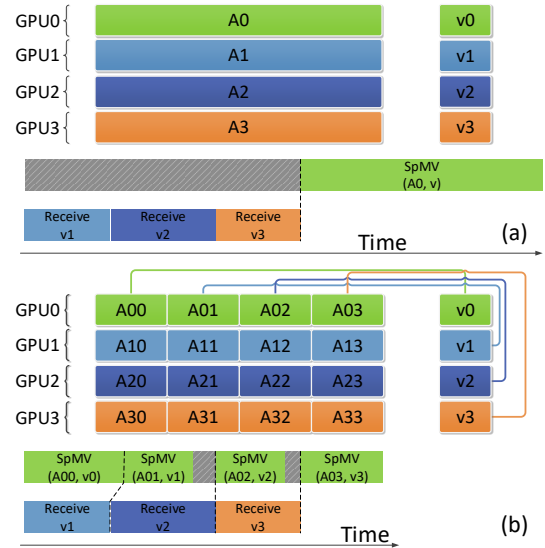 GPU0 A0 v0
GPU1 A1 v1
GPU2 A2 v2
GPU3 A3 v3
SpMV
(A0, v)
Receive Receive Receive
v1 v2 v3
(a)
Time
GPU0 A00 A01 A02 A03 v0
GPU1 A10 A11 A12 A13 v1
GPU2 A20 A21 A22 A23 v2
GPU3 A30 A31 A32 A33 v3
SpMV SpMV SpMV SpMV
(A00, v0) (A01, v1) (A02, v2) (A03, v3)
Receive Receive Receive
v1 v2 v3
(b)
Time